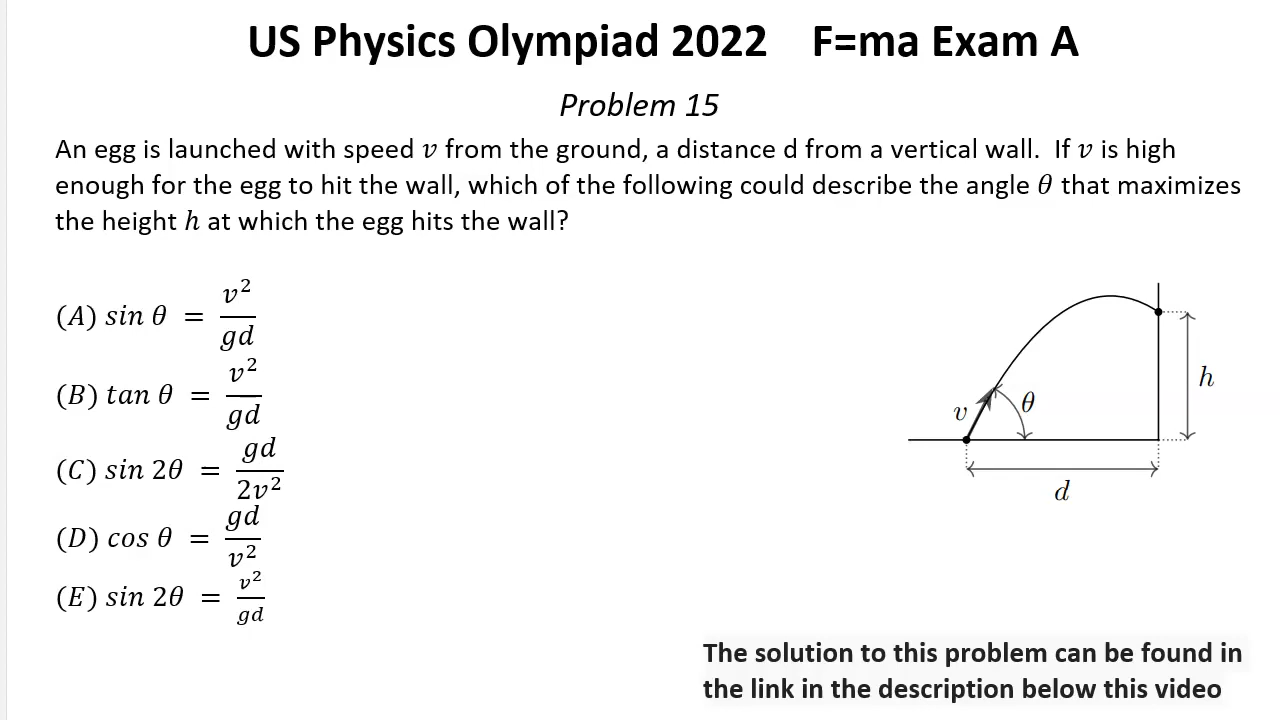 US Physics Olympiad 2022 F=ma Exam A
Problem 15
An egg is launched with speed v from the ground, a distance d from a vertical wall. If v is high
enough for the egg to hit the wall, which of the following could describe the angle θ that maximizes
the height h at which the egg hits the wall?
(A) sin θ = v²/gd
(B) tan θ = v²/gd
(C) sin 2θ = gd/2v²
(D) cos θ = gd/v²
(E) sin 2θ = v²/gd
v
θ
h
d
The solution to this problem can be found in
the link in the description below this video